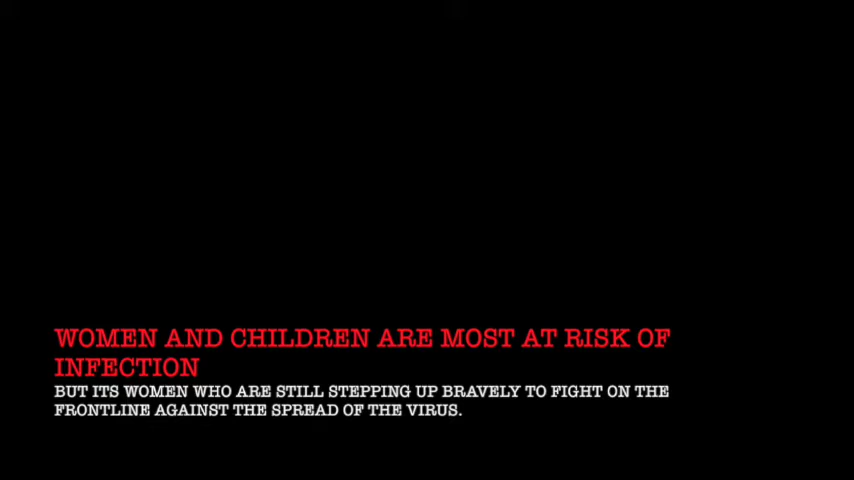 WOMEN AND CHILDREN ARE MOST AT RISK OF
INFECTION
BUT ITS WOMEN WHO ARE STILL STEPPING UP BRAVELY TO FIGHT ON THE
FRONTLINE AGAINST THE SPREAD OF THE VIRUS.